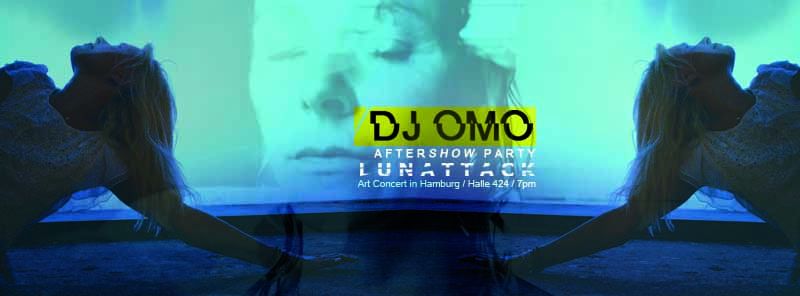 DJ OMO
AFTERSHOW PARTY
LUNATTACK
Art Concert in Hamburg / Halle 424 / 7pm